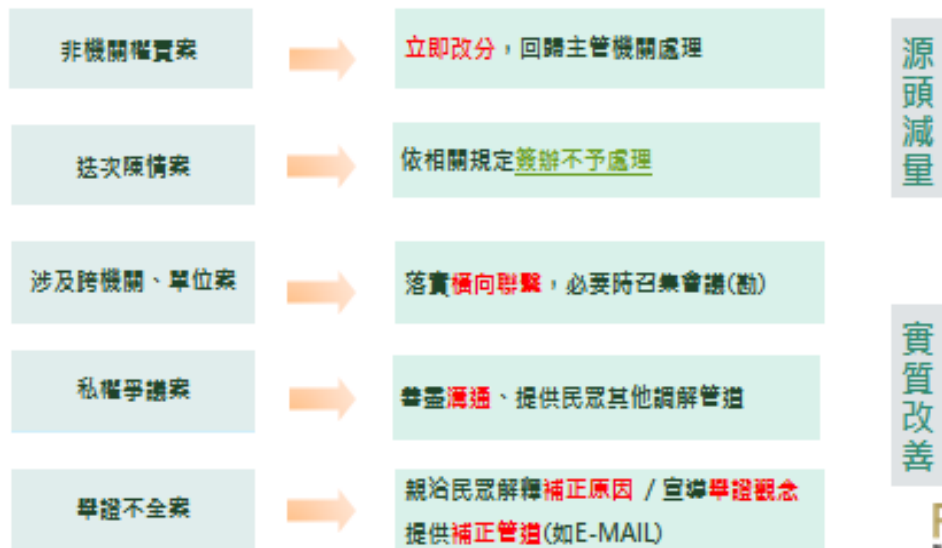 非機關權責案
立即改分，回歸主管機關處理
迭次陳情案
依相關規定簽辦不予處理
涉及跨機關、單位案
落實橫向聯繫，必要時召集會議(勘)
私權爭議案
善盡溝通、提供民眾其他調解管道
舉證不全案
親洽民眾解釋補正原因 / 宣導舉證觀念
提供補正管道(如E-MAIL)
源頭減量
實質改善